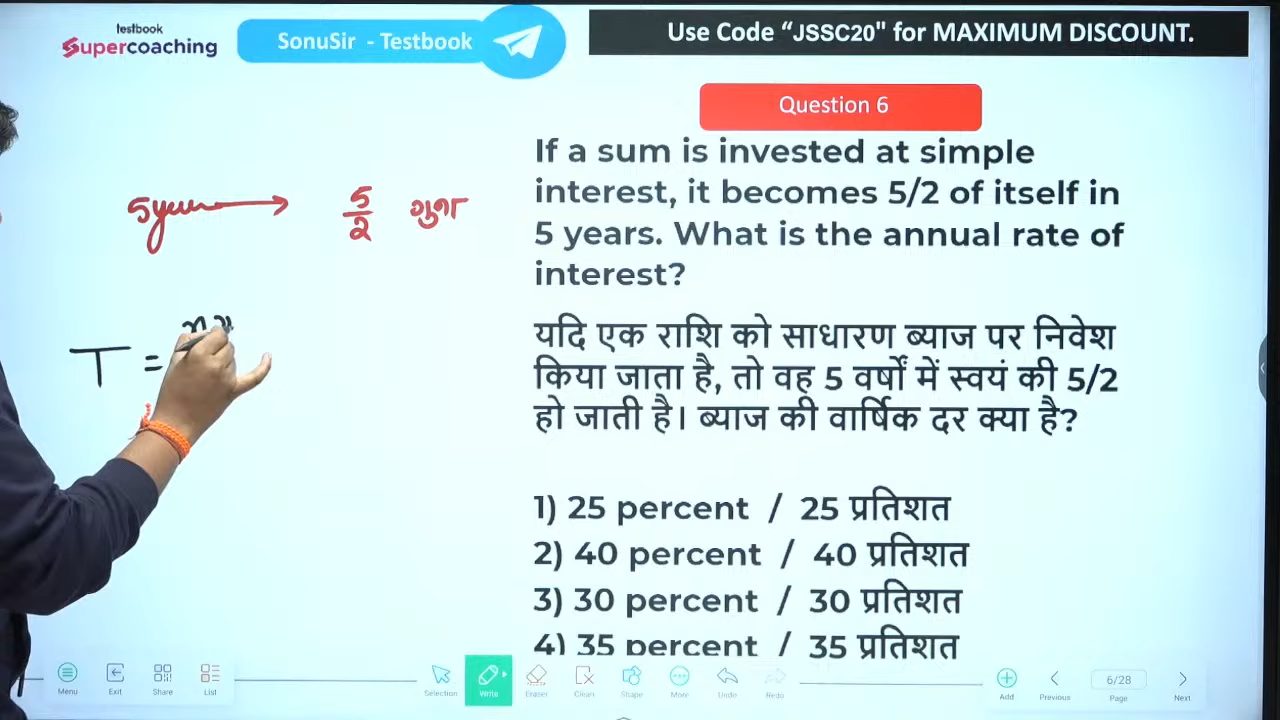 testbook
Supercoaching
SonuSir - Testbook
Use Code “JSSC20" for MAXIMUM DISCOUNT.
Question 6
If a sum is invested at simple
interest, it becomes 5/2 of itself in
5 years. What is the annual rate of
interest?
यदि एक राशि को साधारण ब्याज पर निवेश
किया जाता है, तो वह 5 वर्षों में स्वयं की 5/2
हो जाती है। ब्याज की वार्षिक दर क्या है?
1) 25 percent / 25 प्रतिशत
2) 40 percent / 40 प्रतिशत
3) 30 percent / 30 प्रतिशत
4) 35 percent / 35 प्रतिशत
5 5/2 गुना
T =
Menu Exit Share List Selection Write Eraser Clean Shape More Undo Redo Add Previous 6/28 Page Next